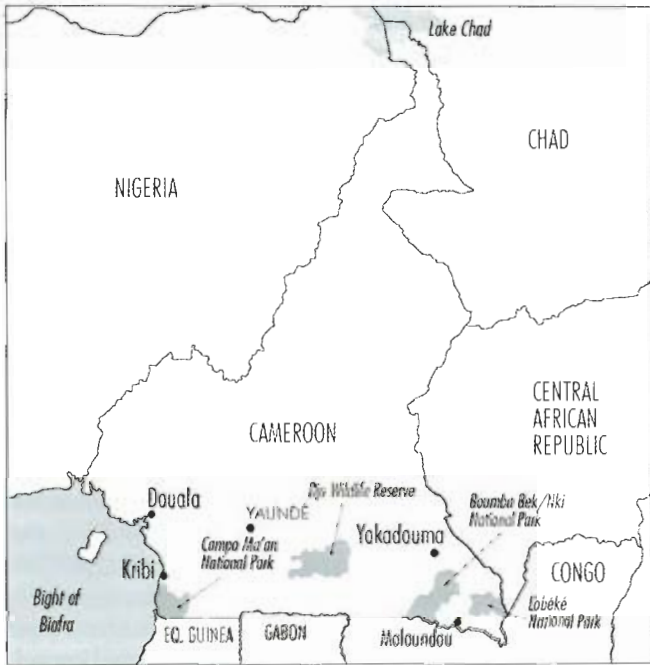 Lake Chad
CHAD
NIGERIA
CENTRAL
AFRICAN
REPUBLIC
CAMEROON
Dja Wildlife Reserve
Boumba Bek/Nki
National Park
Douala
YAUNDÉ
Campo Ma'an
National Park
Yokadouma
Kribi
CONGO
Bight of
Biafra
Lobéké
National Park
EQ. GUINEA
GABON
Moloundou